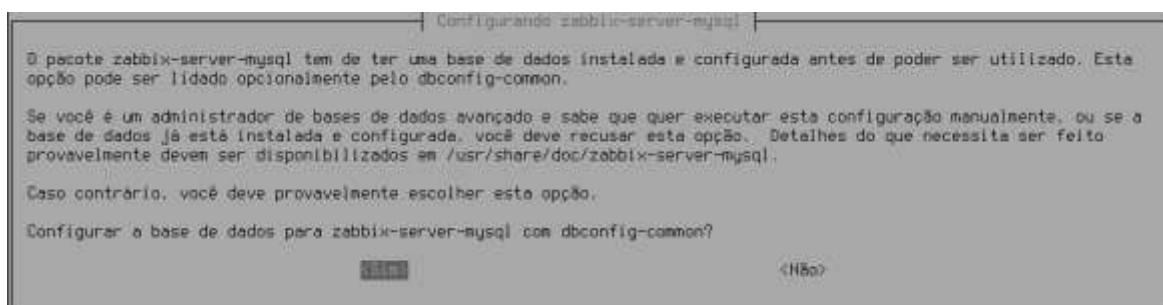 Configurando zabbix-server-mysql
O pacote zabbix-server-mysql tem de ter uma base de dados instalada e configurada antes de poder ser utilizado. Esta
opção pode ser lidado opcionalmente pelo dbconfig-common.
Se você é um administrador de bases de dados avançado e sabe que quer executar esta configuração manualmente, ou se a
base de dados já está instalada e configurada, você deve recusar esta opção. Detalhes do que necessita ser feito
provavelmente devem ser disponibilizados em /usr/share/doc/zabbix-server-mysql.
Caso contrário, você deve provavelmente escolher esta opção.
Configurar a base de dados para zabbix-server-mysql com dbconfig-common?
<Sim> <Não>